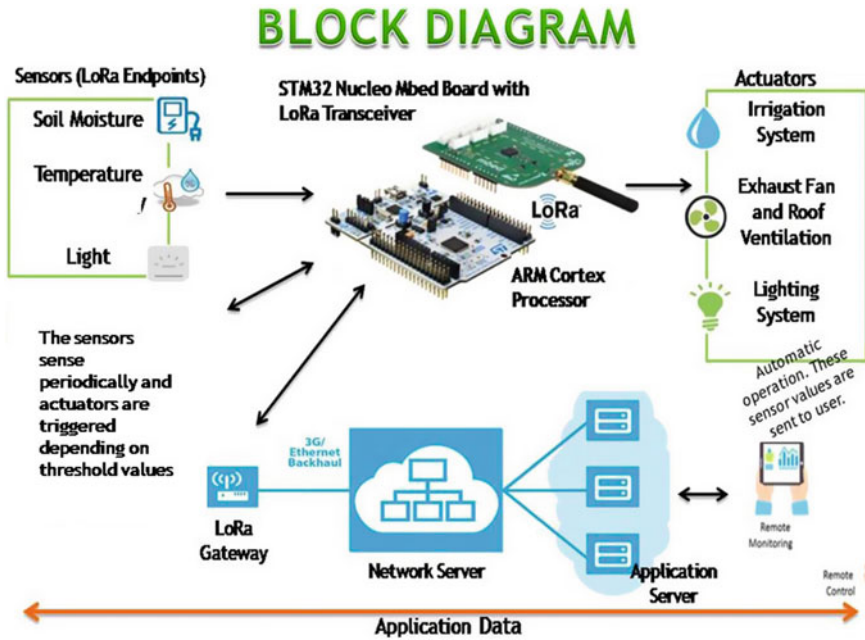 BLOCK DIAGRAM
Sensors (LoRa Endpoints)
Soil Moisture
Temperature
/
Light
STM32 Nucleo Mbed Board with
LoRa Transceiver
LoRa
ARM Cortex
Processor
Actuators
Irrigation
System
Exhaust Fan
and Roof
Ventilation
Lighting
System
The sensors
sense
periodically and
actuators are
triggered
depending on
threshold values
Automatic
operation. These
sensor values are
sent to user.
3G/
Ethernet
Backhaul
LoRa
Gateway
Network Server
Application
Server
Remote
Monitoring
Remote
Control
Application Data